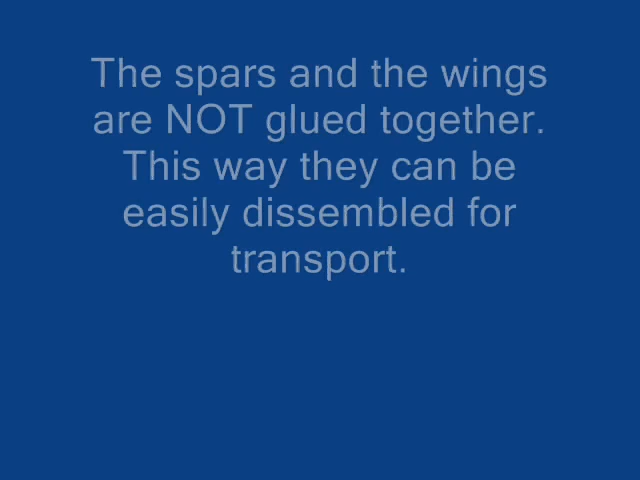 The spars and the wings
are NOT glued together.
This way they can be
easily dissembled for
transport.